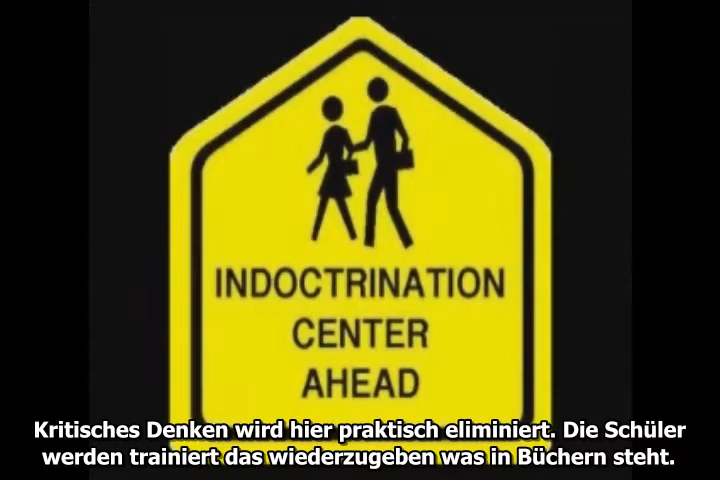 INDOCTRINATION
CENTER
AHEAD
Kritisches Denken wird hier praktisch eliminiert. Die Schüler
werden trainiert das wiederzugeben was in Büchern steht.